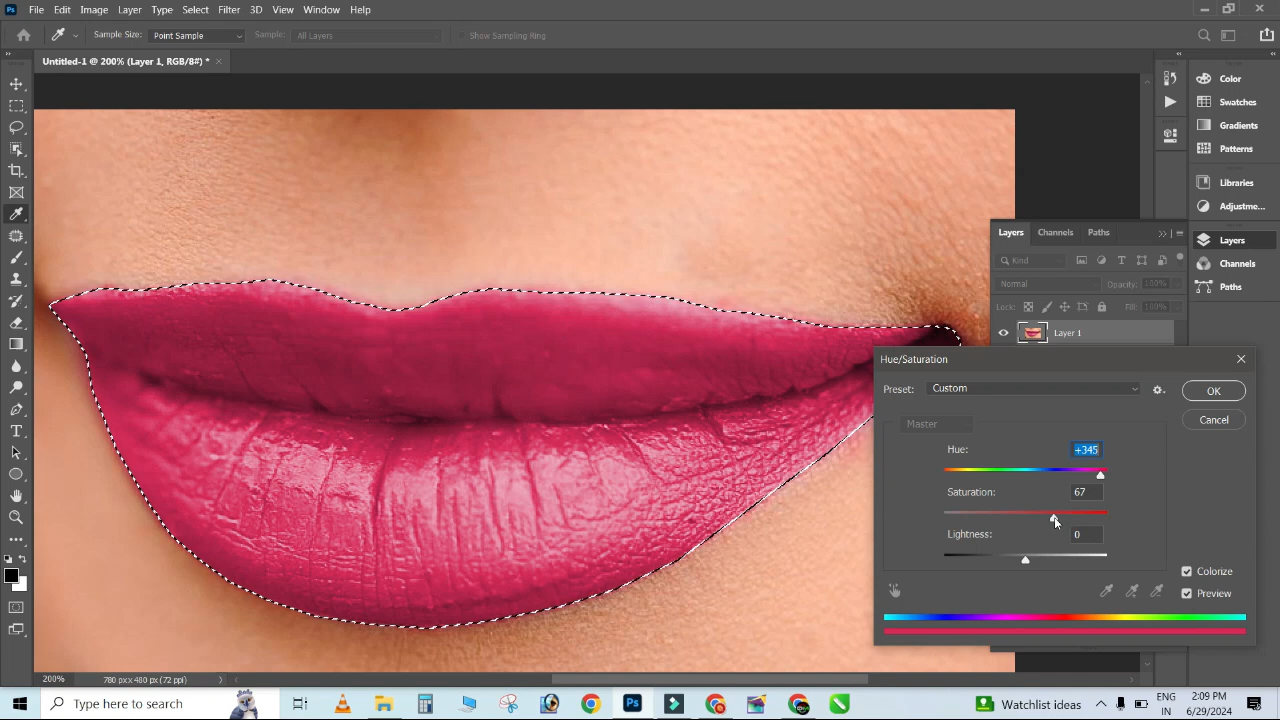 Ps File Edit Image Layer Type Select Filter 3D View Window Help
Sample Size: Point Sample Sample: All Layers Show Sampling Ring
Untitled-1 @ 200% (Layer 1, RGB/8#) * ×
Color
Swatches
Gradients
Patterns
Libraries
Adjustme...
Layers
Channels
Paths
Layers Channels Paths
Kind
Normal Opacity: 100%
Lock: Fill: 100%
Layer 1
Hue/Saturation
Preset: Custom OK
Cancel
Master
Hue: +345
Saturation: 67
Lightness: 0
Colorize
Preview
200% 780 px x 480 px (72 ppi)
Type here to search
Ps
Watchlist ideas
ENG
IN
2:09 PM
6/29/2024